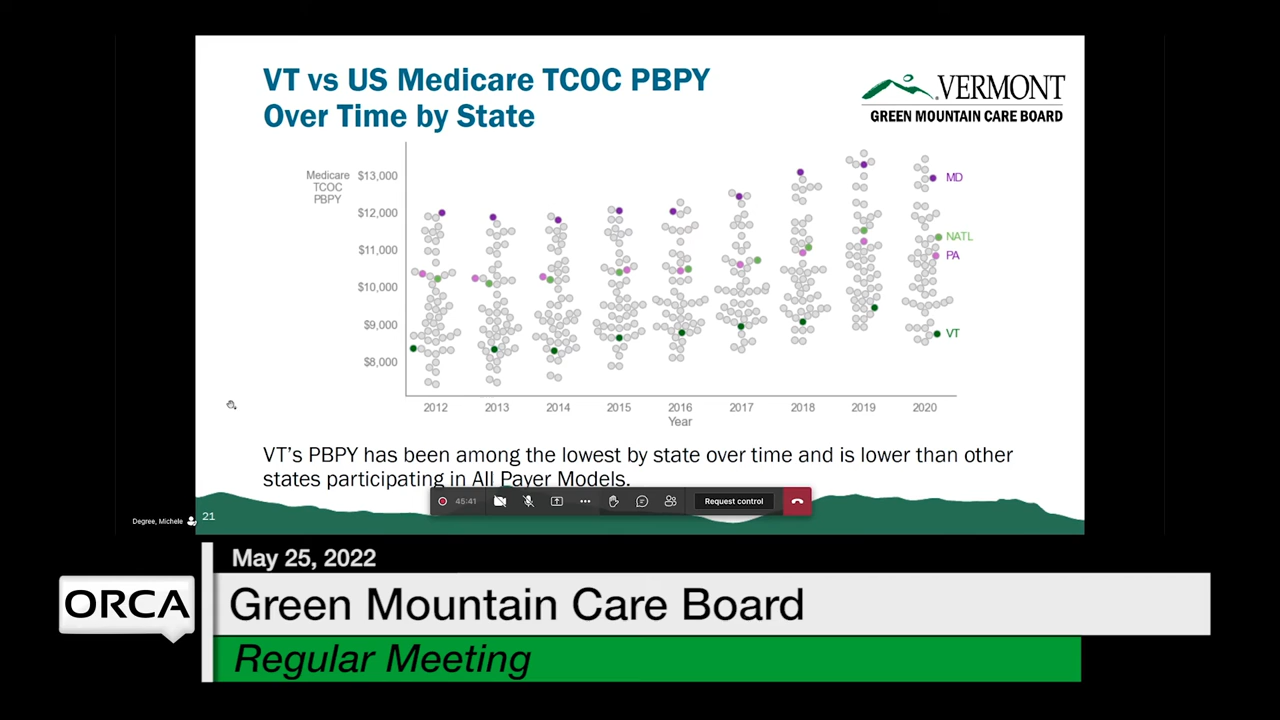 VT vs US Medicare TCOC PBPY
Over Time by State
VERMONT
GREEN MOUNTAIN CARE BOARD
Medicare
TCOC
PBPY
$13,000
$12,000
$11,000
$10,000
$9,000
$8,000
MD
NATL
PA
VT
2012 2013 2014 2015 2016 2017 2018 2019 2020
Year
VT's PBPY has been among the lowest by state over time and is lower than other
states participating in All Payer Models.
45:41
Request control
Degree, Michele
21
May 25, 2022
ORCA
Green Mountain Care Board
Regular Meeting